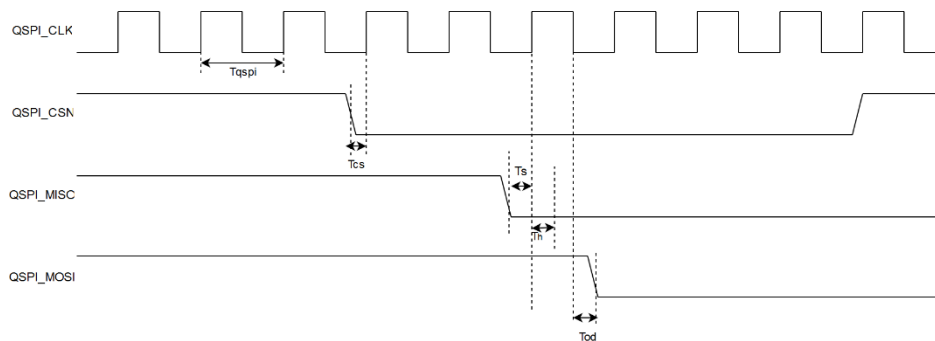 QSPI_CLK
Tqspi
QSPI_CSN
Tcs
Ts
QSPI_MISO
Th
QSPI_MOSI
Tod